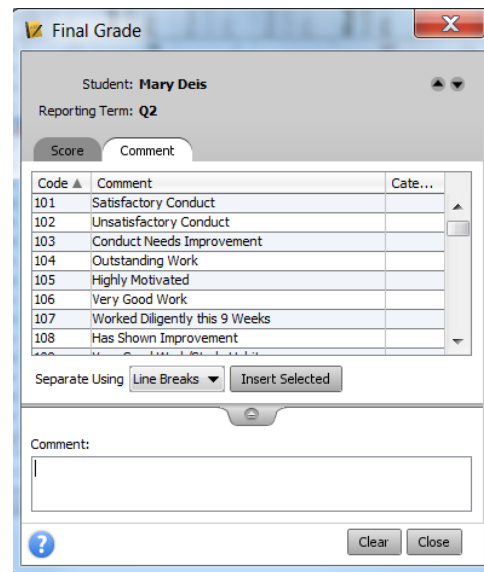 Final Grade
X
Student: Mary Deis
Reporting Term: Q2
Score Comment
Code Comment Cate...
101 Satisfactory Conduct
102 Unsatisfactory Conduct
103 Conduct Needs Improvement
104 Outstanding Work
105 Highly Motivated
106 Very Good Work
107 Worked Diligently this 9 Weeks
108 Has Shown Improvement
Separate Using Line Breaks Insert Selected
Comment:
? Clear Close